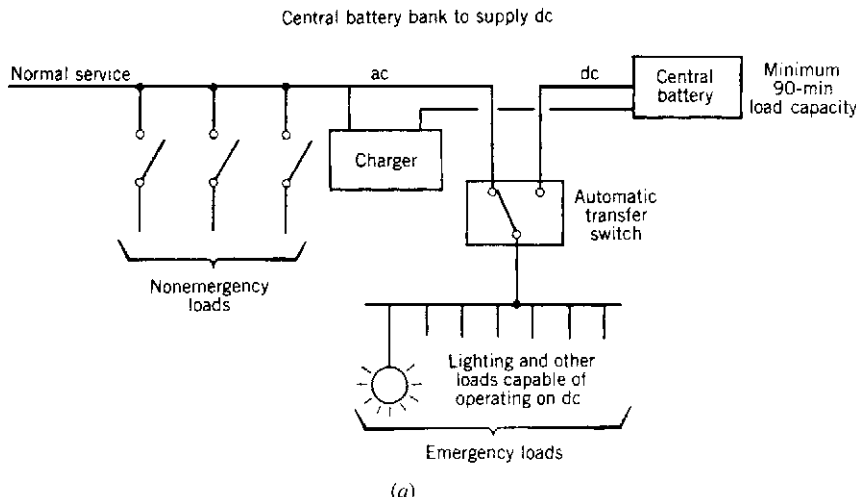 Central battery bank to supply dc
Normal service
ac
dc
Central
battery
Minimum
90-min
load capacity
Charger
Automatic
transfer
switch
Nonemergency
loads
Lighting and other
loads capable of
operating on dc
Emergency loads
(a)